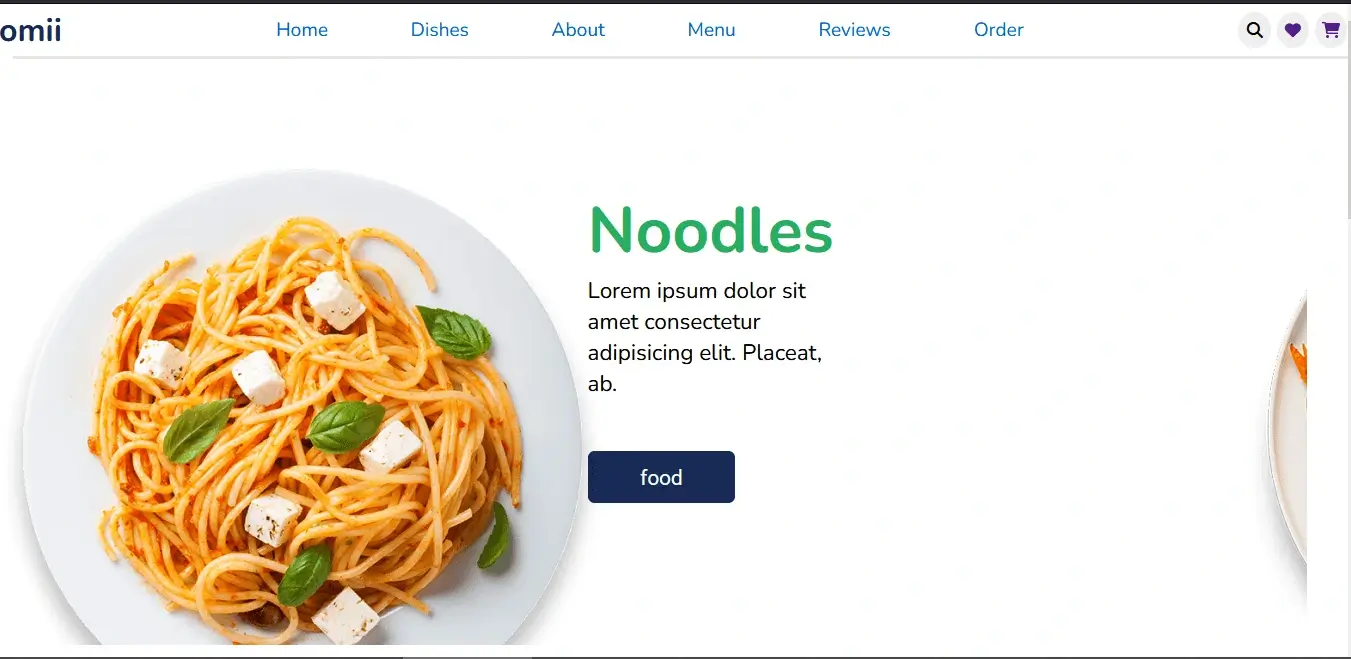 omii
Home Dishes About Menu Reviews Order
Noodles
Lorem ipsum dolor sit
amet consectetur
adipisicing elit. Placeat,
ab.
food